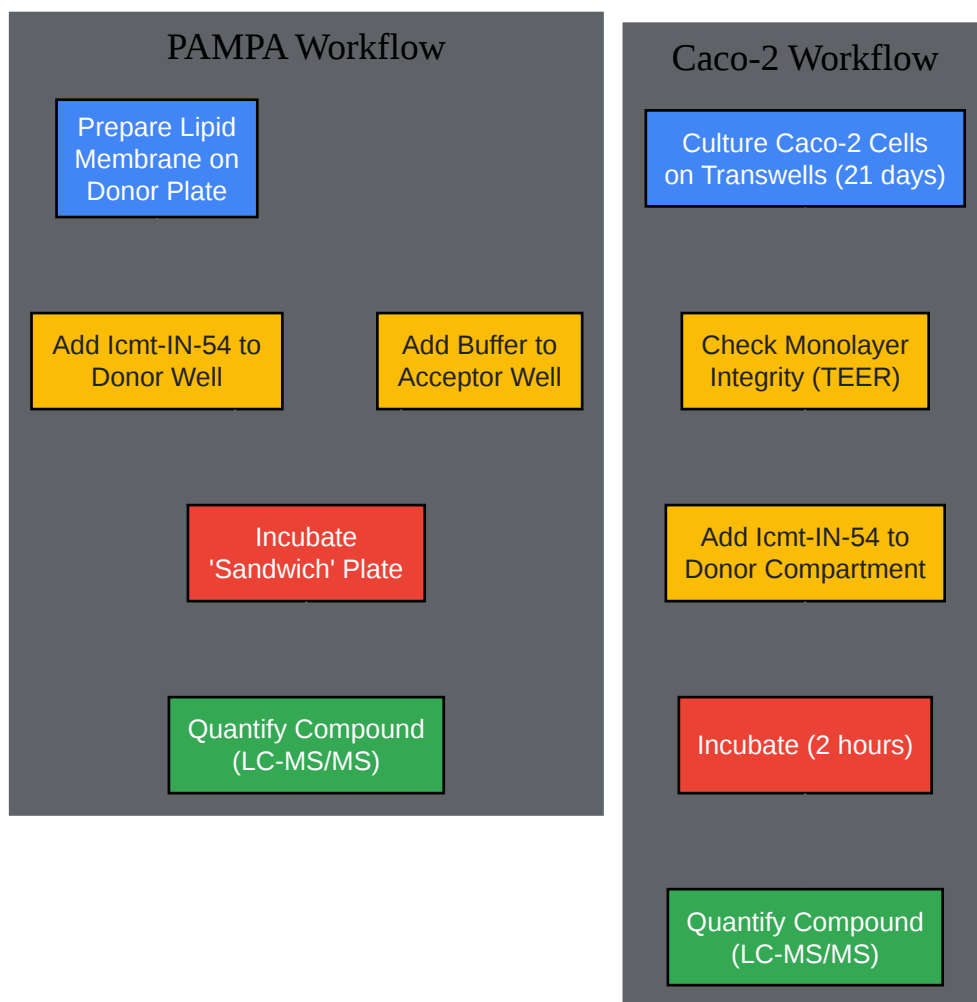 PAMPA Workflow
Prepare Lipid
Membrane on
Donor Plate
Add Icmt-IN-54 to
Donor Well
Add Buffer to
Acceptor Well
Incubate
'Sandwich' Plate
Quantify Compound
(LC-MS/MS)
Caco-2 Workflow
Culture Caco-2 Cells
on Transwells (21 days)
Check Monolayer
Integrity (TEER)
Add Icmt-IN-54 to
Donor Compartment
Incubate (2 hours)
Quantify Compound
(LC-MS/MS)